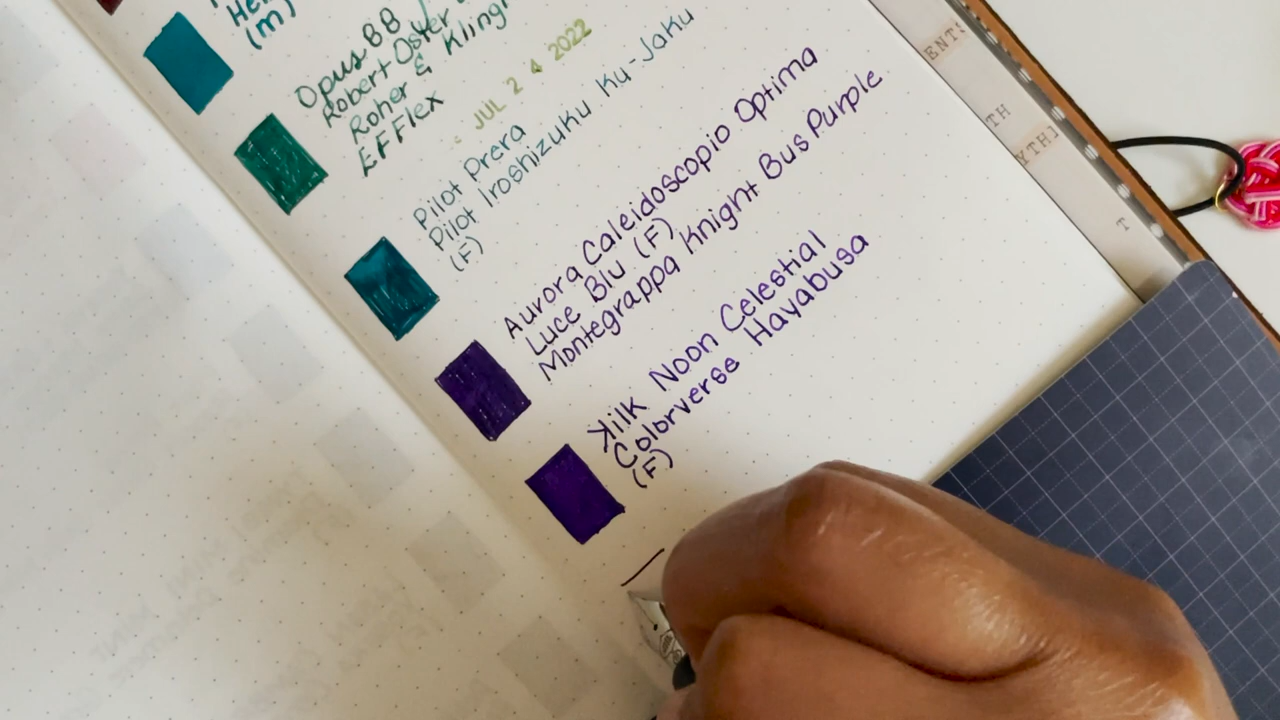 (m)
Opus 88
Robert Oster
Roher & Klingn
EF Flex
JUL 2 4 2022
Pilot Prera
Pilot Iroshizuku Ku-Jaku
(F)
Aurora Caleidoscopio Optima
Luce Blu (F)
Montegrappa Knight Bus Purple
Kilk Noon Celestial
Colorverse Hayabusa
(F)